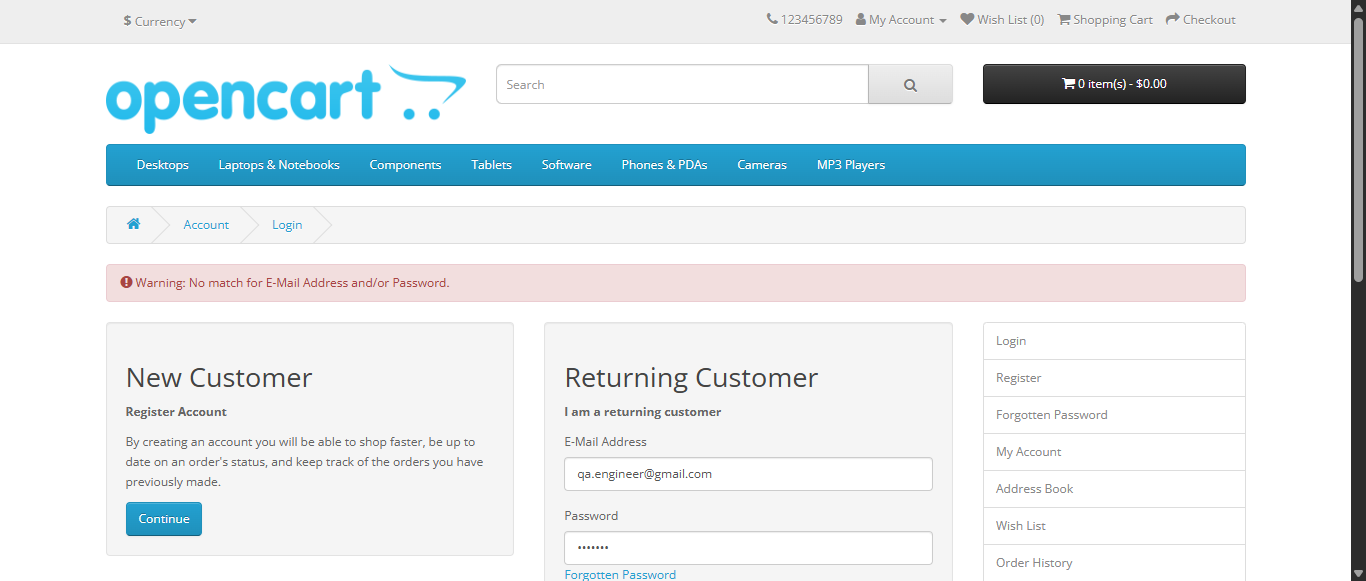 $ Currency
123456789 My Account Wish List (0) Shopping Cart Checkout
opencart
Search
0 item(s) - $0.00
Desktops Laptops & Notebooks Components Tablets Software Phones & PDAs Cameras MP3 Players
Account Login
Warning: No match for E-Mail Address and/or Password.
New Customer
Register Account
By creating an account you will be able to shop faster, be up to
date on an order's status, and keep track of the orders you have
previously made.
Continue
Returning Customer
I am a returning customer
E-Mail Address
qa.engineer@gmail.com
Password
•••••••
Forgotten Password
Login
Register
Forgotten Password
My Account
Address Book
Wish List
Order History